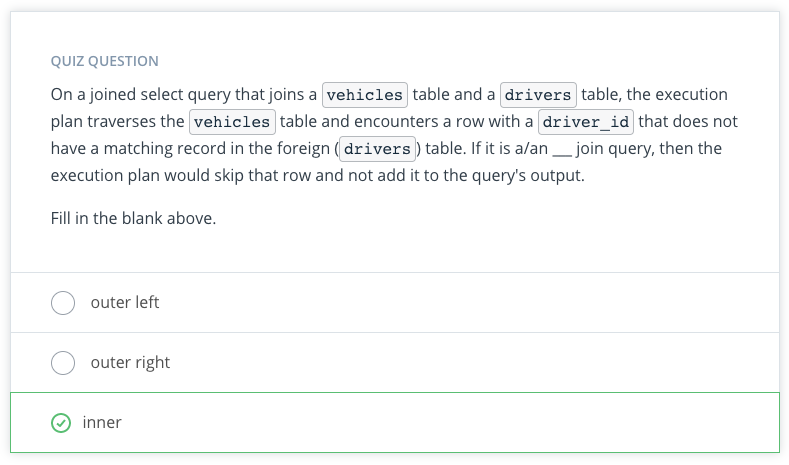 QUIZ QUESTION
On a joined select query that joins a vehicles table and a drivers table, the execution
plan traverses the vehicles table and encounters a row with a driver_id that does not
have a matching record in the foreign (drivers) table. If it is a/an __ join query, then the
execution plan would skip that row and not add it to the query's output.
Fill in the blank above.
outer left
outer right
inner